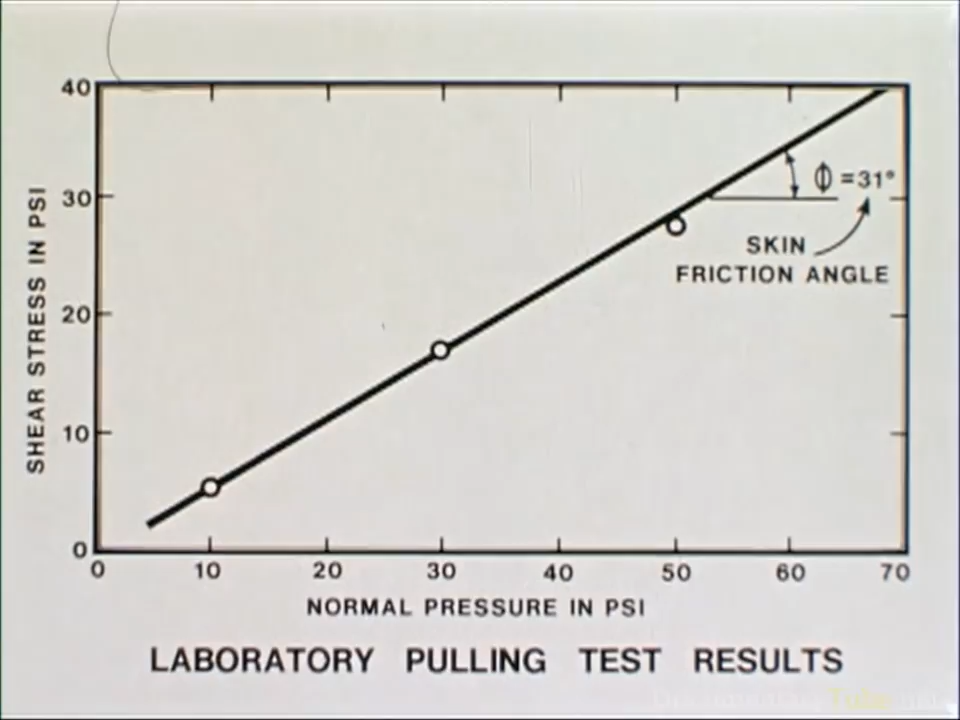 40
30
20
10
0
0 10 20 30 40 50 60 70
SHEAR STRESS IN PSI
Φ = 31°
SKIN
FRICTION ANGLE
NORMAL PRESSURE IN PSI
LABORATORY PULLING TEST RESULTS